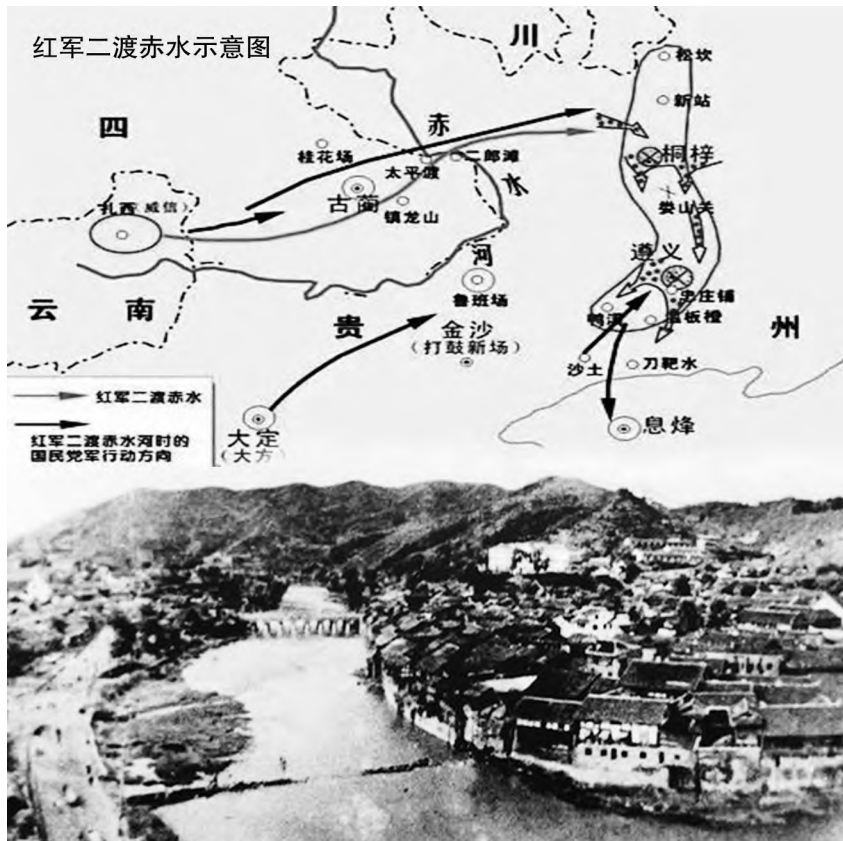 红军二渡赤水示意图
川
松坎
新站
四
赤
桂花场
太平渡
二郎滩
桐梓
水
扎西(威信)
古蔺
镇龙山
娄山关
遵义
河
忠庄铺
云南
鲁班场
鸭溪
贵
金沙
(打鼓新场)
州
沙土
刀靶水
红军二渡赤水
大定
(大方)
息烽
红军二渡赤水河时的
国民党军行动方向